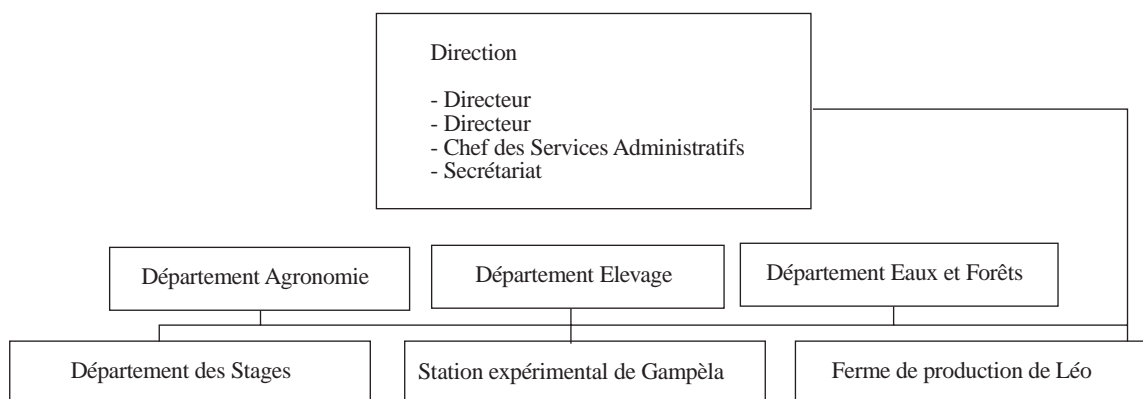 Direction
- Directeur
- Directeur
- Chef des Services Administratifs
- Secrétariat
Département Agronomie
Département Elevage
Département Eaux et Forêts
Département des Stages
Station expérimental de Gampèla
Ferme de production de Léo